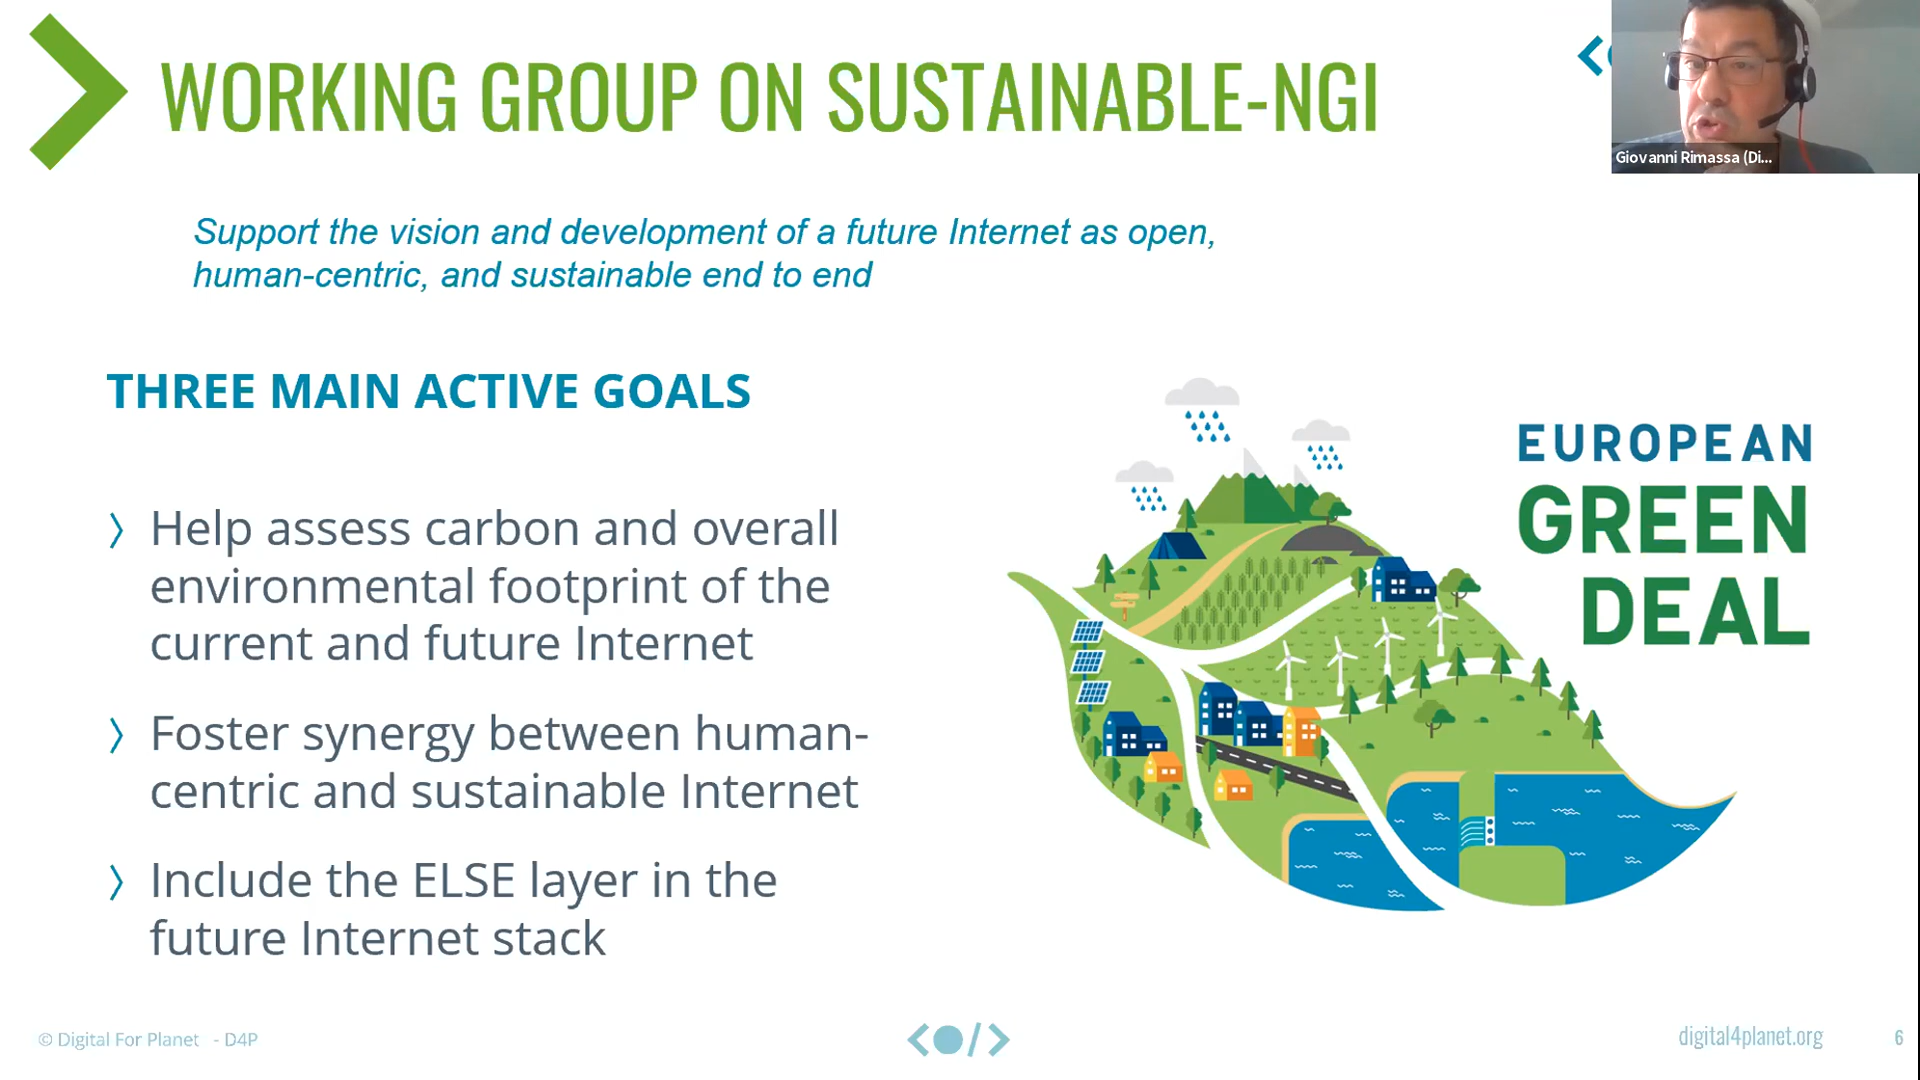 WORKING GROUP ON SUSTAINABLE-NGI
Giovanni Rimassa (Di...
Support the vision and development of a future Internet as open,
human-centric, and sustainable end to end
THREE MAIN ACTIVE GOALS
Help assess carbon and overall
environmental footprint of the
current and future Internet
Foster synergy between human-
centric and sustainable Internet
Include the ELSE layer in the
future Internet stack
EUROPEAN
GREEN
DEAL
© Digital For Planet - D4P
digital4planet.org
6